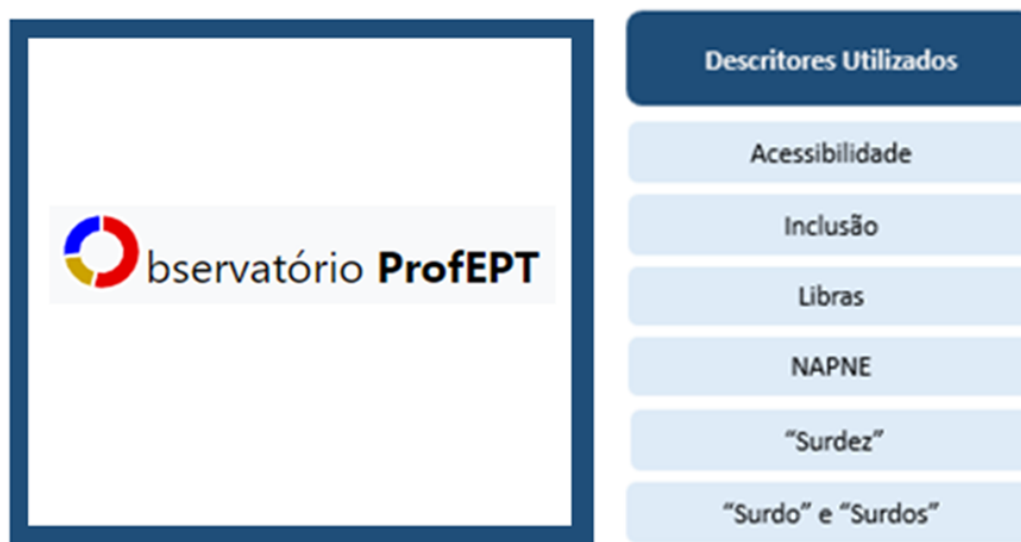 Observatório ProfEPT
Descritores Utilizados
Acessibilidade
Inclusão
Libras
NAPNE
“Surdez”
“Surdo” e “Surdos”